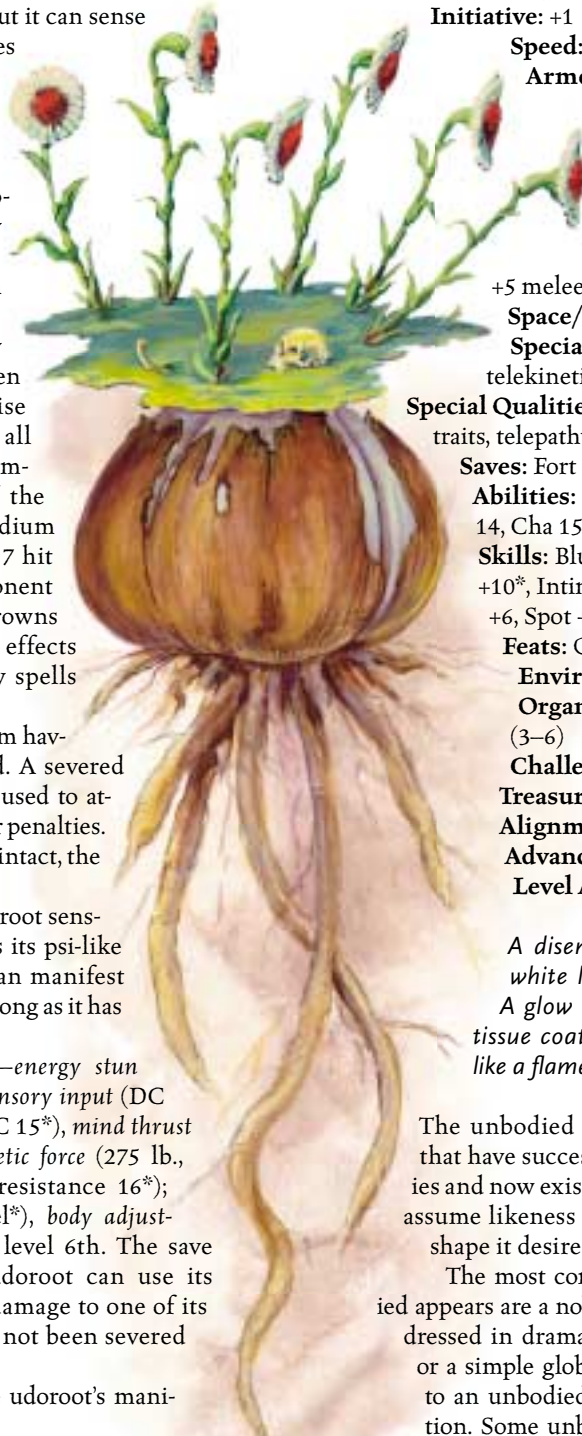 ut it can sense
es
o-
en
ise
all
m-
the
dium
7 hit
onent
rowns
effects
y spells
m hav-
d. A severed
used to at-
r penalties.
intact, the
root sens-
s its psi-like
an manifest
ong as it has
—energy stun
nsory input (DC
C 15*), mind thrust
etic force (275 lb.,
resistance 16*);
el*), body adjust-
level 6th. The save
doroot can use its
damage to one of its
not been severed
udoroot's mani-
Initiative: +1
Speed:
Armo
+5 melee
Space/
Specia
telekineti
Special Qualitie
traits, telepath
Saves: Fort
Abilities:
14, Cha 15
Skills: Blu
+10*, Intin
+6, Spot
Feats:
Envir
Organ
(3–6)
Challe
Treasur
Alignm
Advanc
Level A
A disem
white l
A glow
tissue coat
like a flame
The unbodied
that have succes
ies and now exis
assume likeness
shape it desire
The most con
ied appears are a no
dressed in drama
or a simple glob
to an unbodied
tion. Some unb